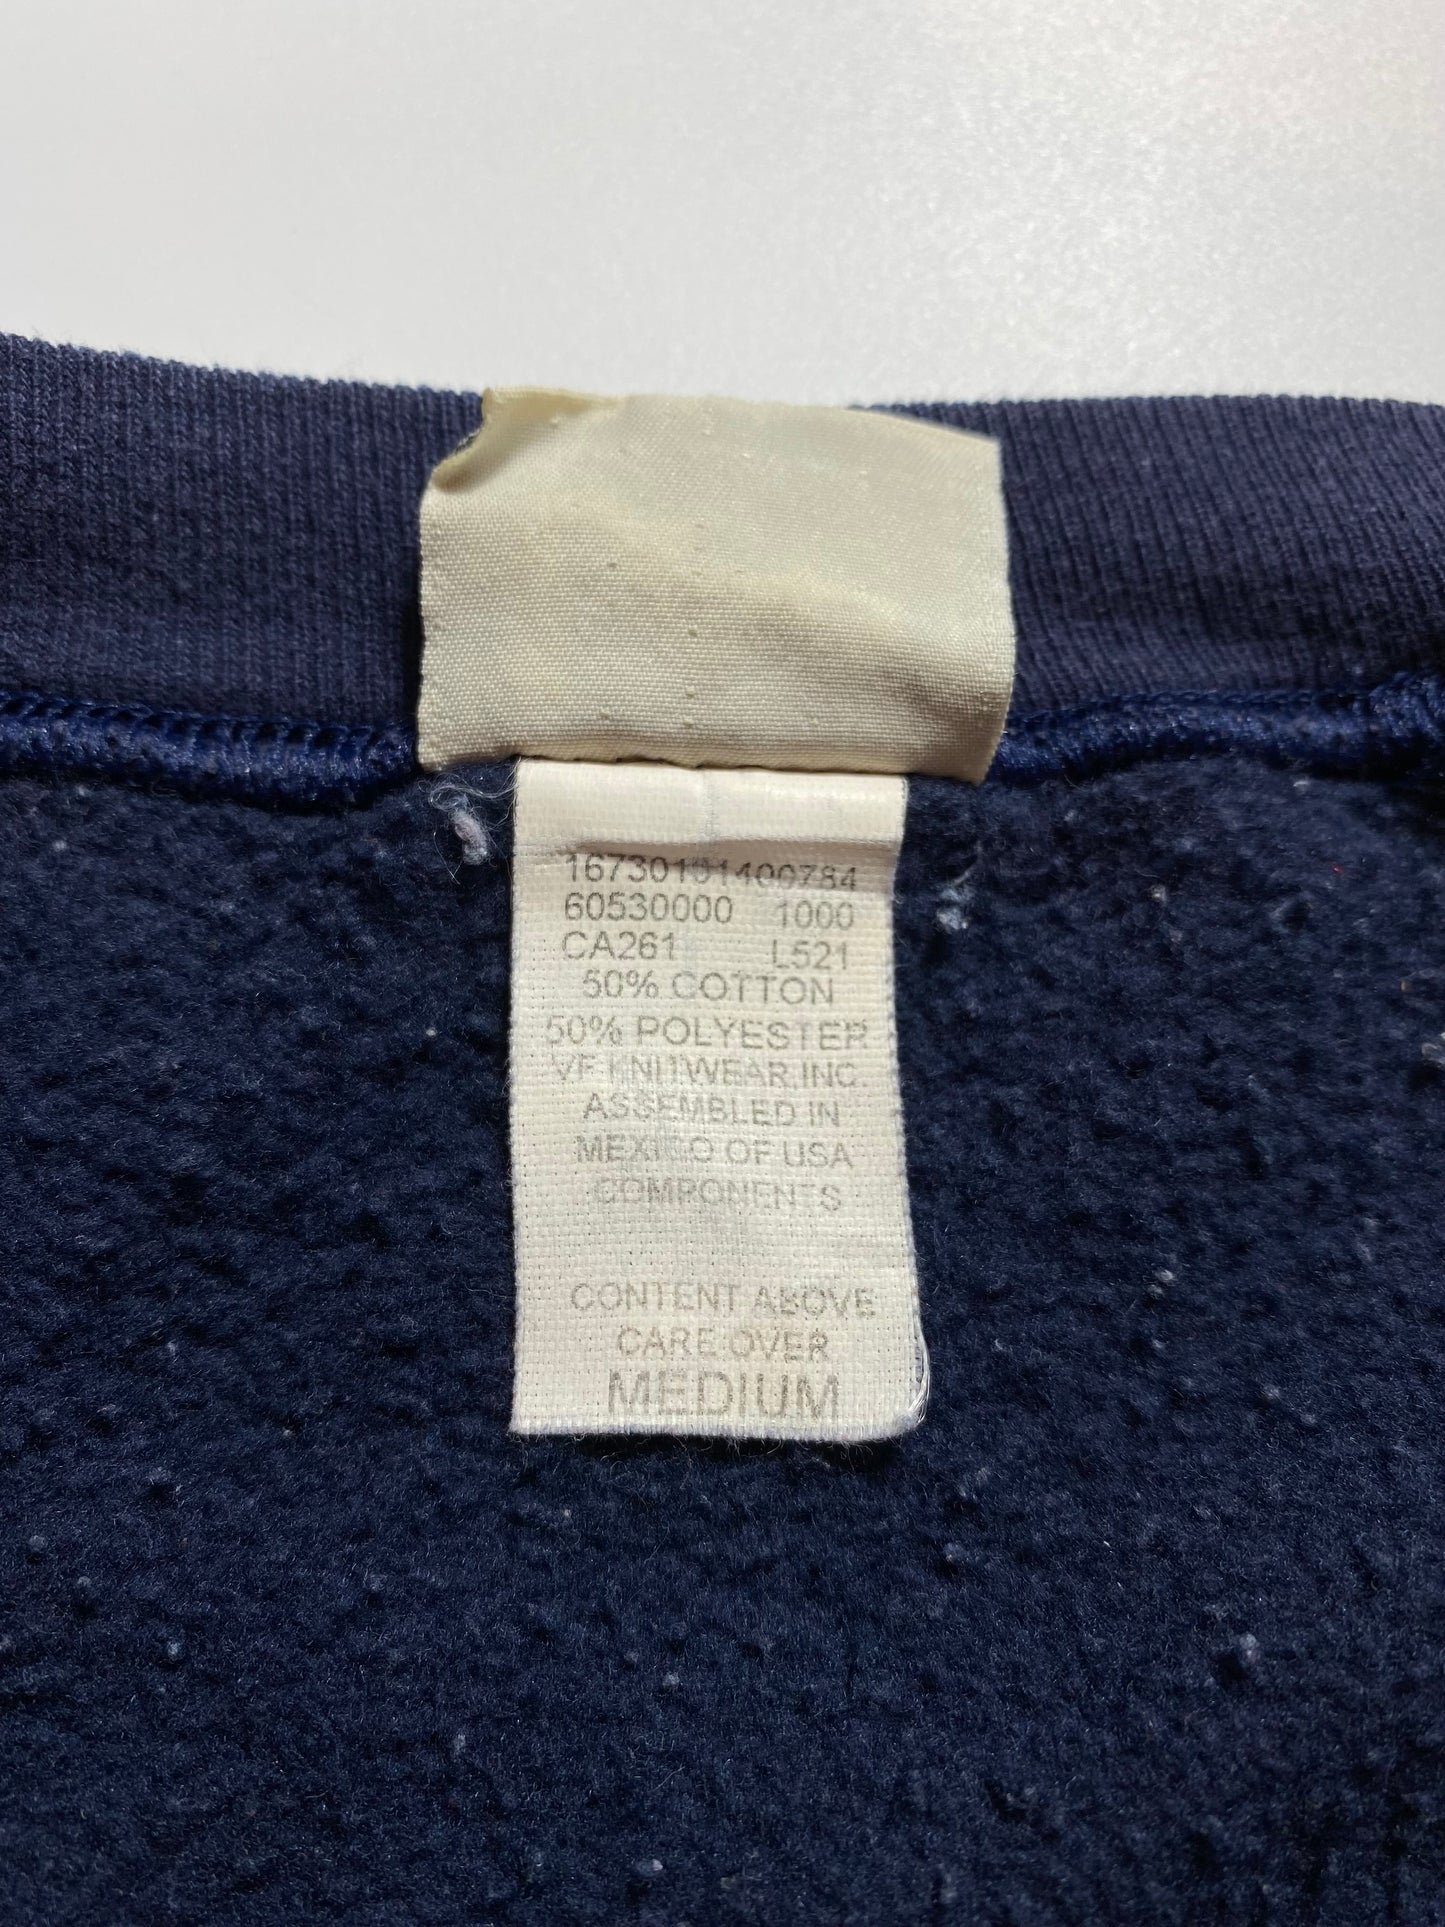 16730101400784
60530000 1000
CA261 L521
50% COTTON
50% POLYESTER
VF KNITWEAR, INC.
ASSEMBLED IN
MEXICO OF USA
COMPONENTS
CONTENT ABOVE
CARE OVER
MEDIUM